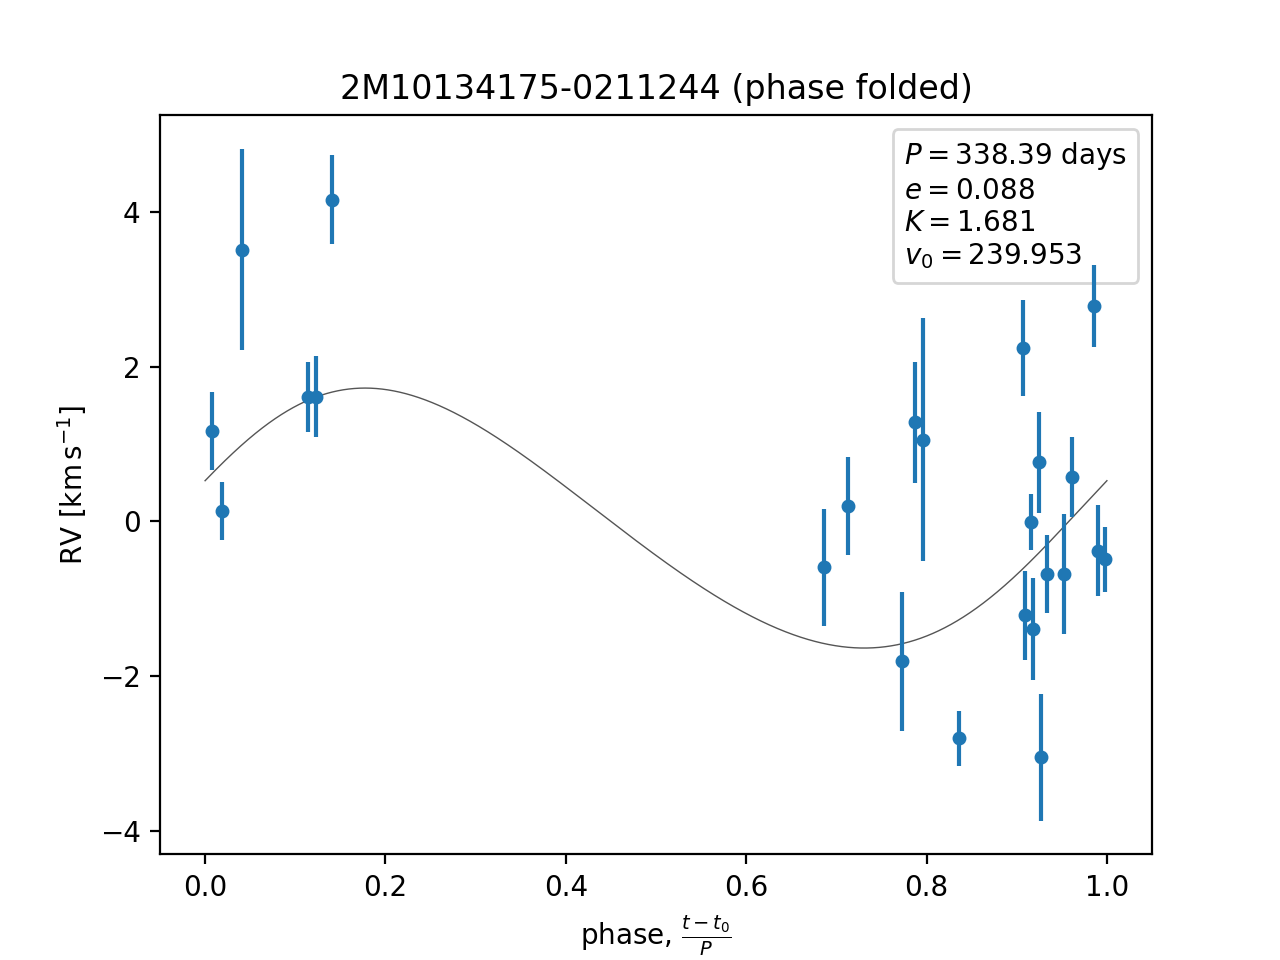 2M10134175-0211244 (phase folded)
P = 338.39 days
e = 0.088
K = 1.681
v₀ = 239.953
4
2
0
−2
−4
RV [km s⁻¹]
0.0 0.2 0.4 0.6 0.8 1.0
phase, (t − t₀)/P